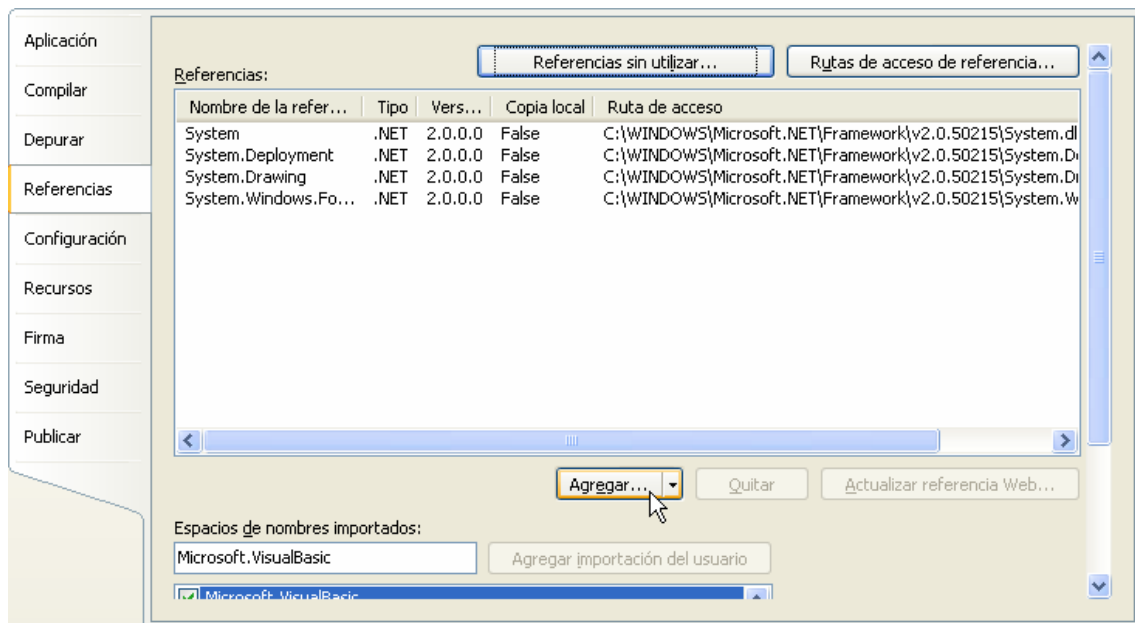 Aplicación
Compilar
Depurar
Referencias
Configuración
Recursos
Firma
Seguridad
Publicar
Referencias sin utilizar... Rutas de acceso de referencia...
Referencias:
Nombre de la refer... Tipo Vers... Copia local Ruta de acceso
System .NET 2.0.0.0 False C:\WINDOWS\Microsoft.NET\Framework\v2.0.50215\System.dl
System.Deployment .NET 2.0.0.0 False C:\WINDOWS\Microsoft.NET\Framework\v2.0.50215\System.D
System.Drawing .NET 2.0.0.0 False C:\WINDOWS\Microsoft.NET\Framework\v2.0.50215\System.D
System.Windows.Fo... .NET 2.0.0.0 False C:\WINDOWS\Microsoft.NET\Framework\v2.0.50215\System.W
Agregar... Quitar Actualizar referencia Web...
Espacios de nombres importados:
Microsoft.VisualBasic Agregar importación del usuario
Microsoft.VisualBasic